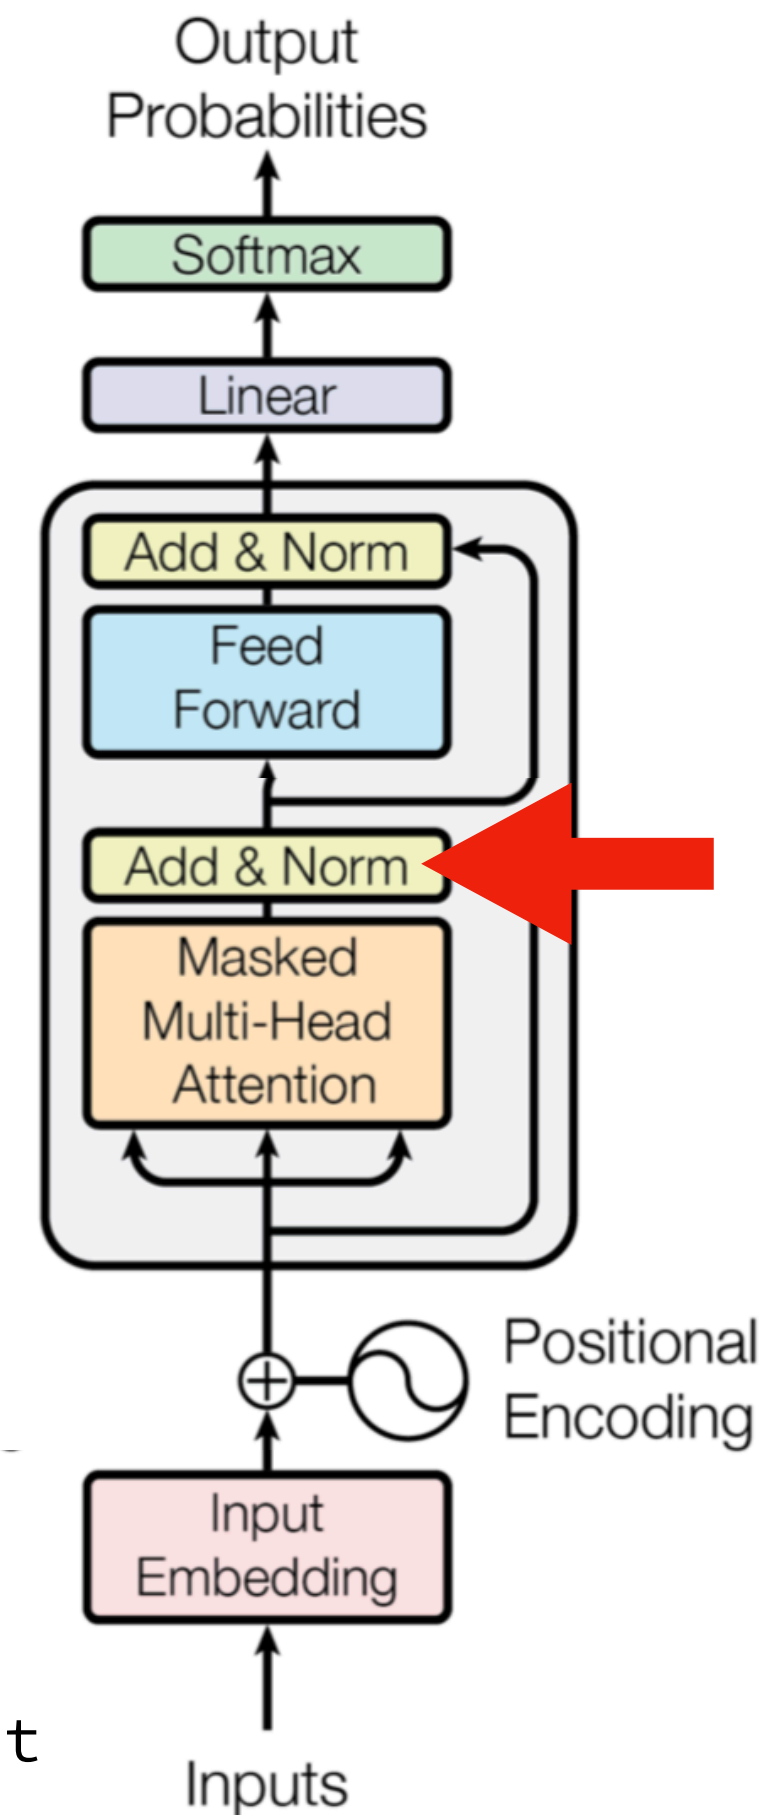 Output
Probabilities
Softmax
Linear
Add & Norm
Feed
Forward
Add & Norm
Masked
Multi-Head
Attention
Positional
Encoding
Input
Embedding
t
Inputs